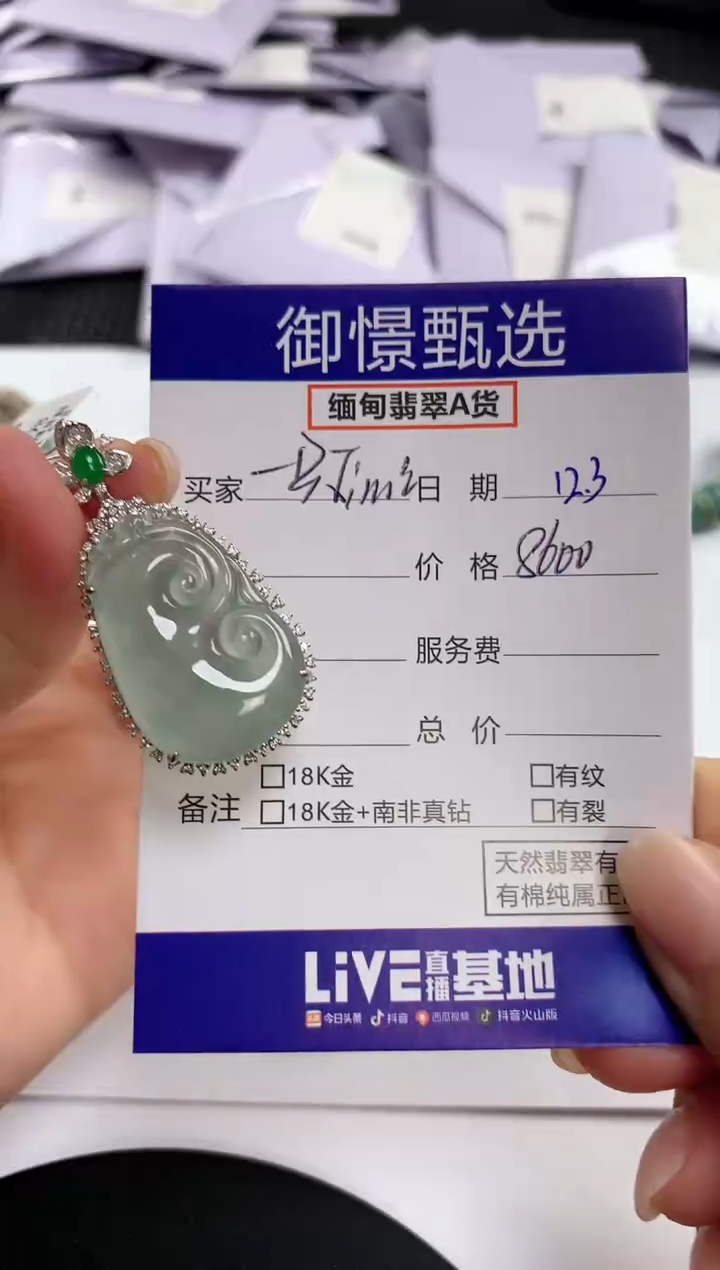 御憬甄选
缅甸翡翠A货
买家 日 期 12.3
价 格 8600
服务费
总 价
□18K金 □有纹
备注 □18K金+南非真钻 □有裂
天然翡翠有
有棉纯属正
LiVE直播基地
今日头条 抖音 西瓜视频 抖音火山版